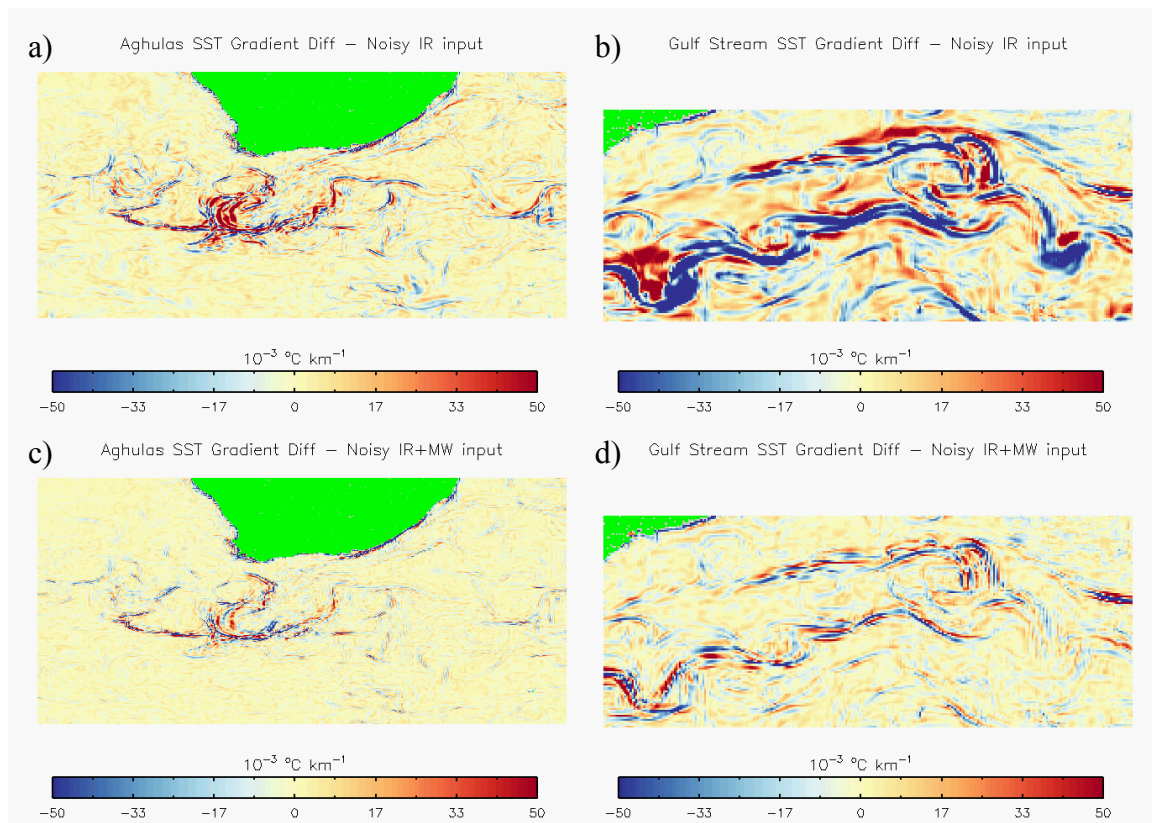 a) Aghulas SST Gradient Diff – Noisy IR input
b) Gulf Stream SST Gradient Diff – Noisy IR input
10⁻³ °C km⁻¹
-50 -33 -17 0 17 33 50
10⁻³ °C km⁻¹
-50 -33 -17 0 17 33 50
c) Aghulas SST Gradient Diff – Noisy IR+MW input
d) Gulf Stream SST Gradient Diff – Noisy IR+MW input
10⁻³ °C km⁻¹
-50 -33 -17 0 17 33 50
10⁻³ °C km⁻¹
-50 -33 -17 0 17 33 50